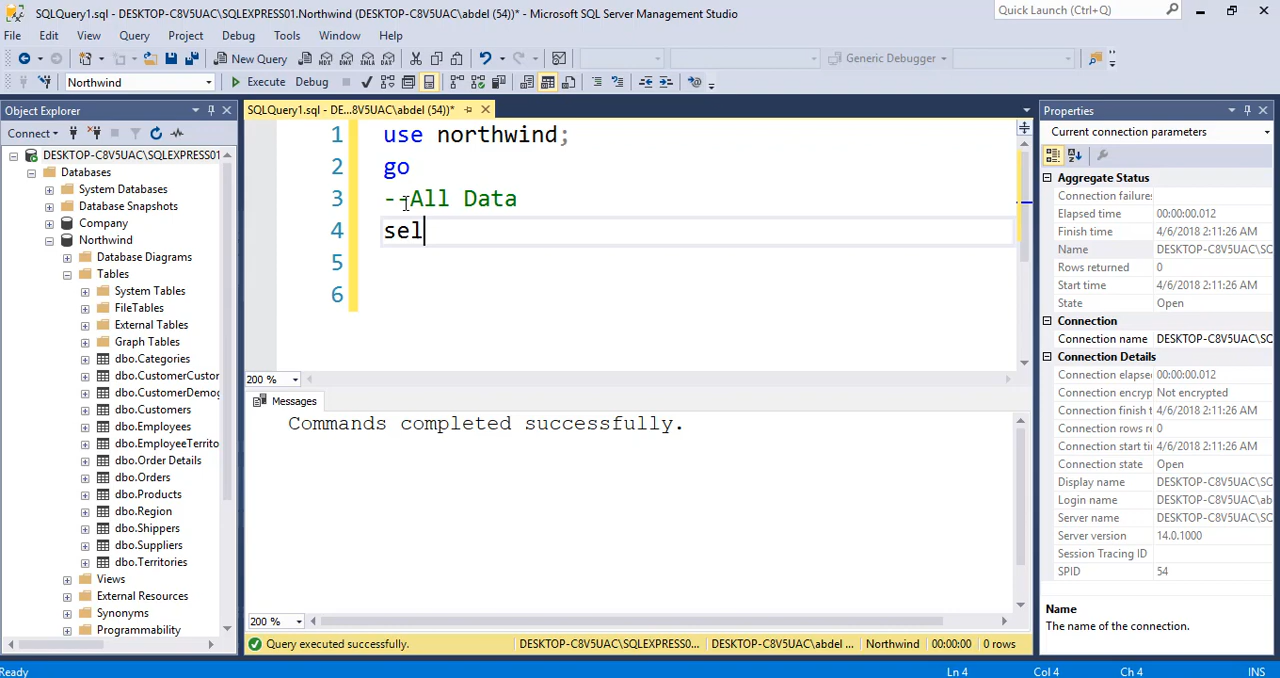 SQLQuery1.sql - DESKTOP-C8V5UAC\SQLEXPRESS01.Northwind (DESKTOP-C8V5UAC\abdel (54))* - Microsoft SQL Server Management Studio
Quick Launch (Ctrl+Q)
File Edit View Query Project Debug Tools Window Help
New Query
Generic Debugger
Northwind
Execute
Debug
Object Explorer
Connect
DESKTOP-C8V5UAC\SQLEXPRESS01
Databases
System Databases
Database Snapshots
Company
Northwind
Database Diagrams
Tables
System Tables
FileTables
External Tables
Graph Tables
dbo.Categories
dbo.CustomerCustor
dbo.CustomerDemog
dbo.Customers
dbo.Employees
dbo.EmployeeTerrito
dbo.Order Details
dbo.Orders
dbo.Products
dbo.Region
dbo.Shippers
dbo.Suppliers
dbo.Territories
Views
External Resources
Synonyms
Programmability
SQLQuery1.sql - DE...8V5UAC\abdel (54))*
1 use northwind;
2 go
3 --All Data
4 sel
5
6
200 %
Messages
Commands completed successfully.
200 %
Query executed successfully.
DESKTOP-C8V5UAC\SQLEXPRESS0...
DESKTOP-C8V5UAC\abdel ...
Northwind
00:00:00
0 rows
Properties
Current connection parameters
Aggregate Status
Connection failures
Elapsed time 00:00:00.012
Finish time 4/6/2018 2:11:26 AM
Name DESKTOP-C8V5UAC\SC
Rows returned 0
Start time 4/6/2018 2:11:26 AM
State Open
Connection
Connection name DESKTOP-C8V5UAC\SC
Connection Details
Connection elapse 00:00:00.012
Connection encryp Not encrypted
Connection finish t 4/6/2018 2:11:26 AM
Connection rows re 0
Connection start tir 4/6/2018 2:11:26 AM
Connection state Open
Display name DESKTOP-C8V5UAC\SC
Login name DESKTOP-C8V5UAC\ab
Server name DESKTOP-C8V5UAC\SC
Server version 14.0.1000
Session Tracing ID
SPID 54
Name
The name of the connection.
Ready
Ln 4
Col 4
Ch 4
INS